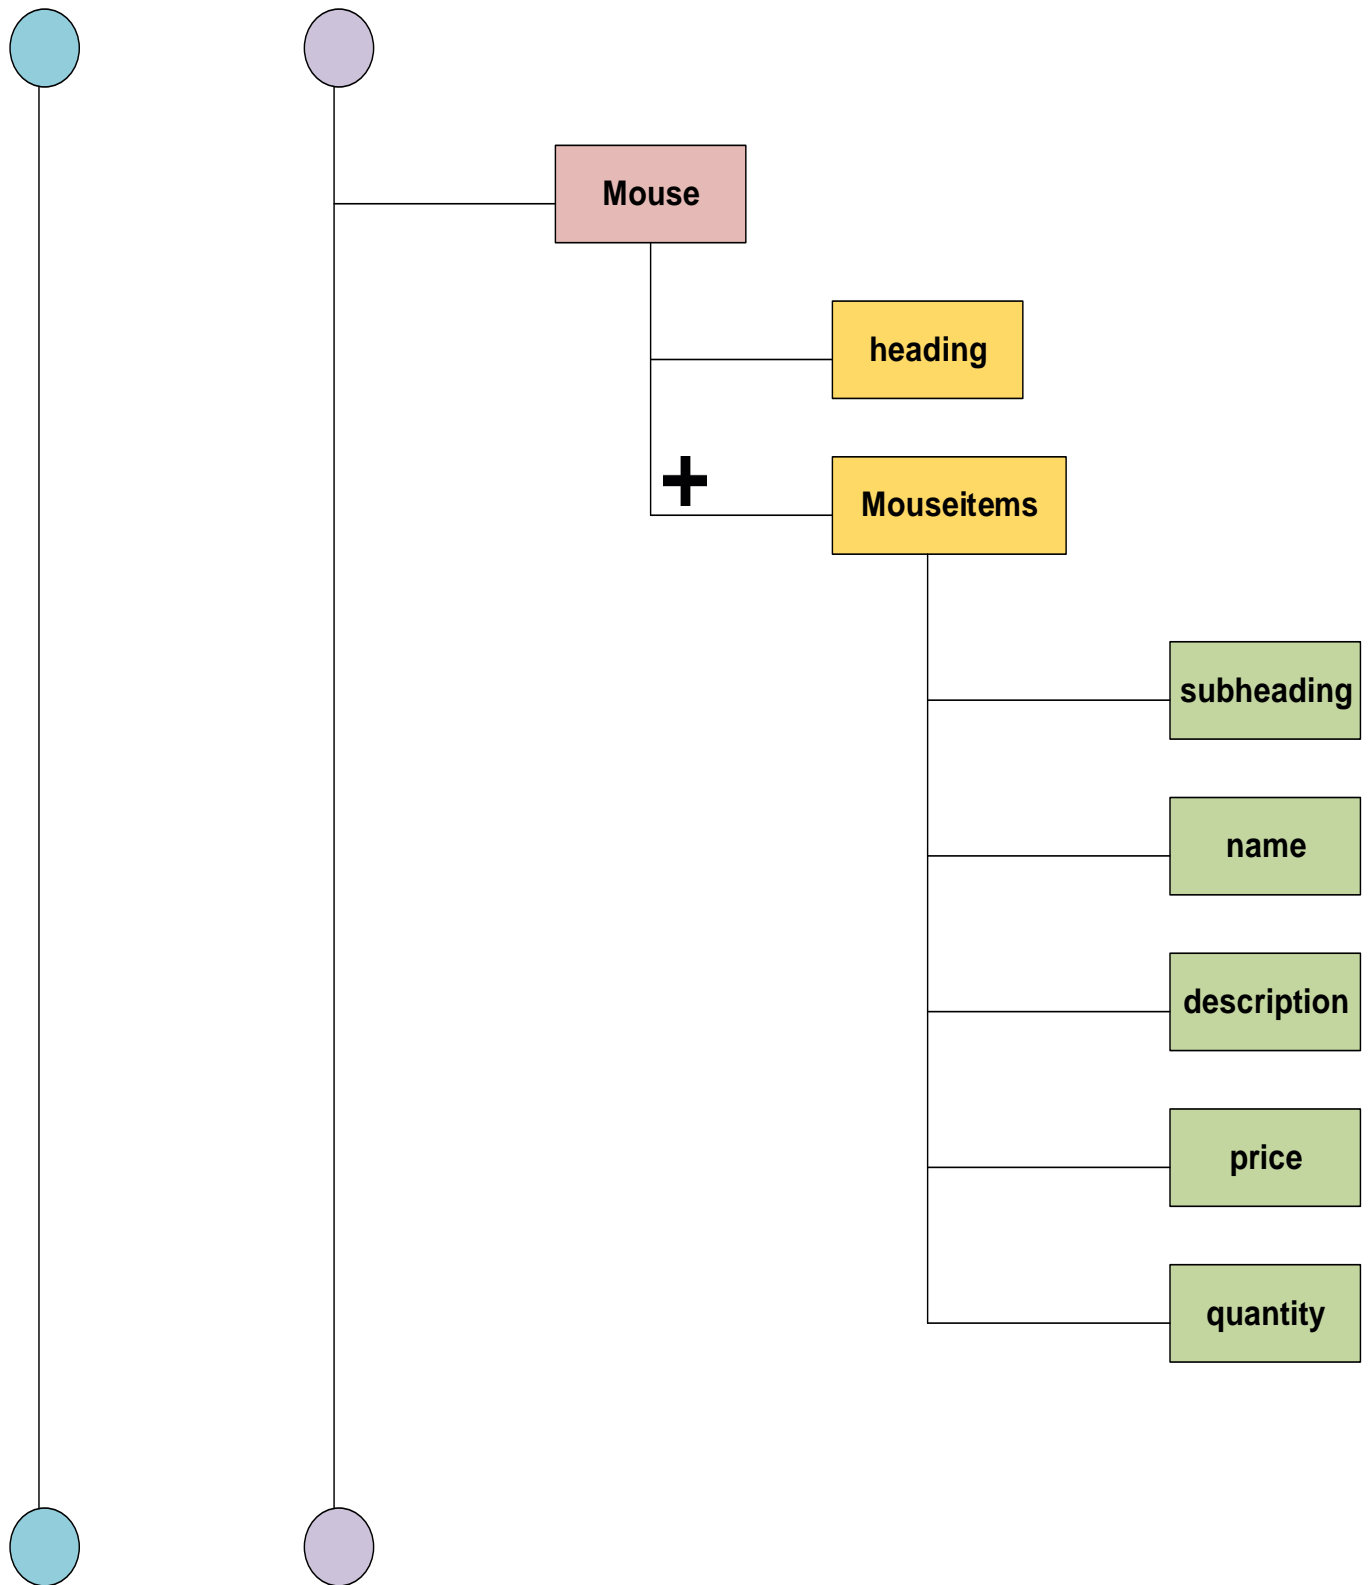 Mouse
heading
+
Mouseitems
subheading
name
description
price
quantity